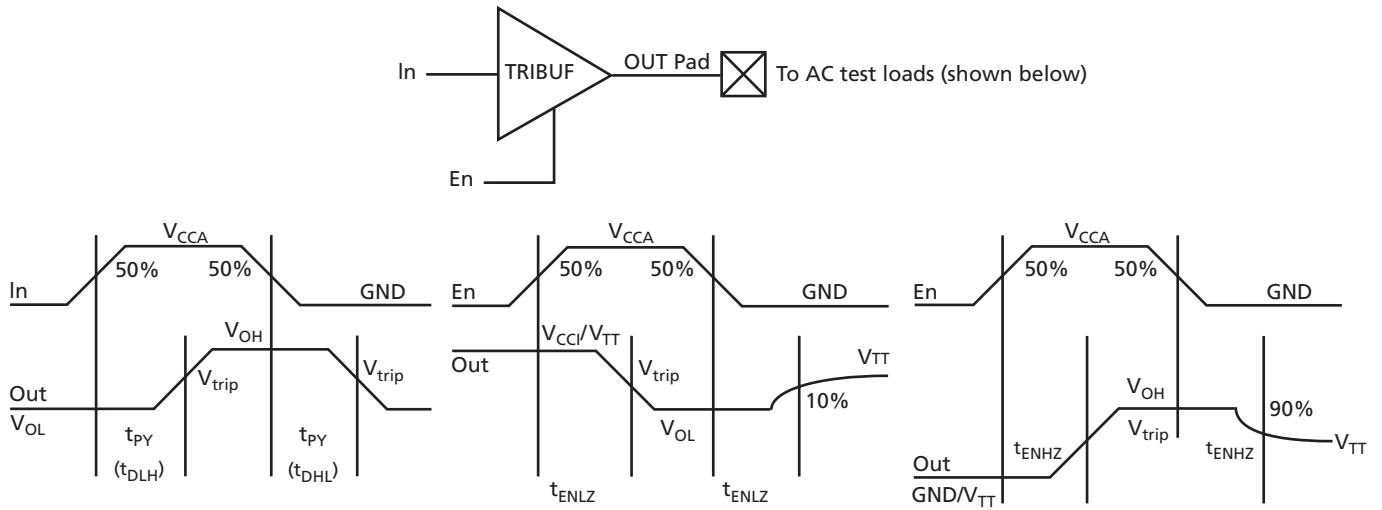 In
TRIBUF
OUT Pad
To AC test loads (shown below)
En
In
VCCA
50%
50%
GND
Out
VOL
VOH
Vtrip
Vtrip
tPY
(tDLH)
tPY
(tDHL)
En
VCCA
50%
50%
GND
Out
VCCI/VTT
Vtrip
VOL
VTT
10%
tENLZ
tENLZ
En
VCCA
50%
50%
GND
Out
GND/VTT
tENHZ
VOH
Vtrip
tENHZ
90%
VTT